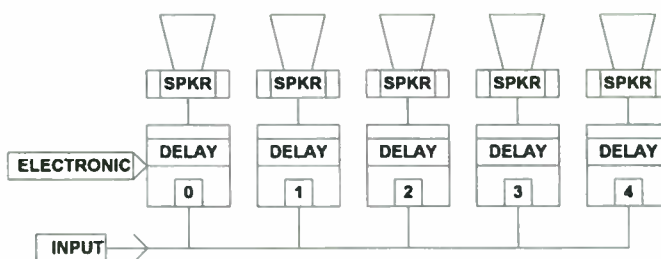 SPKR SPKR SPKR SPKR SPKR
DELAY DELAY DELAY DELAY DELAY
ELECTRONIC
0 1 2 3 4
INPUT